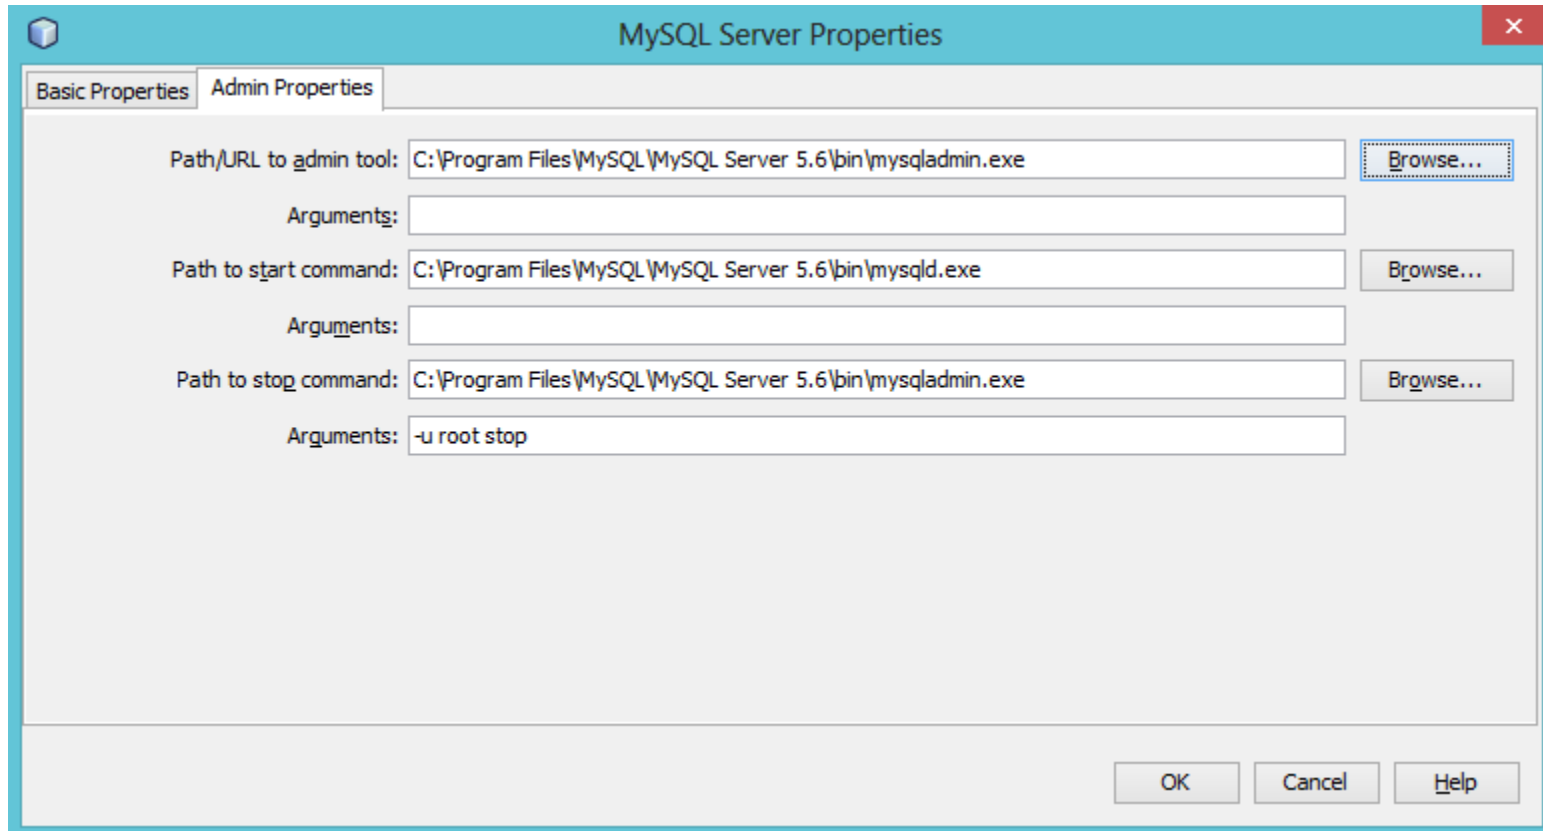 MySQL Server Properties
Basic Properties Admin Properties
Path/URL to admin tool: C:\Program Files\MySQL\MySQL Server 5.6\bin\mysqladmin.exe Browse...
Arguments:
Path to start command: C:\Program Files\MySQL\MySQL Server 5.6\bin\mysqld.exe Browse...
Arguments:
Path to stop command: C:\Program Files\MySQL\MySQL Server 5.6\bin\mysqladmin.exe Browse...
Arguments: -u root stop
OK Cancel Help